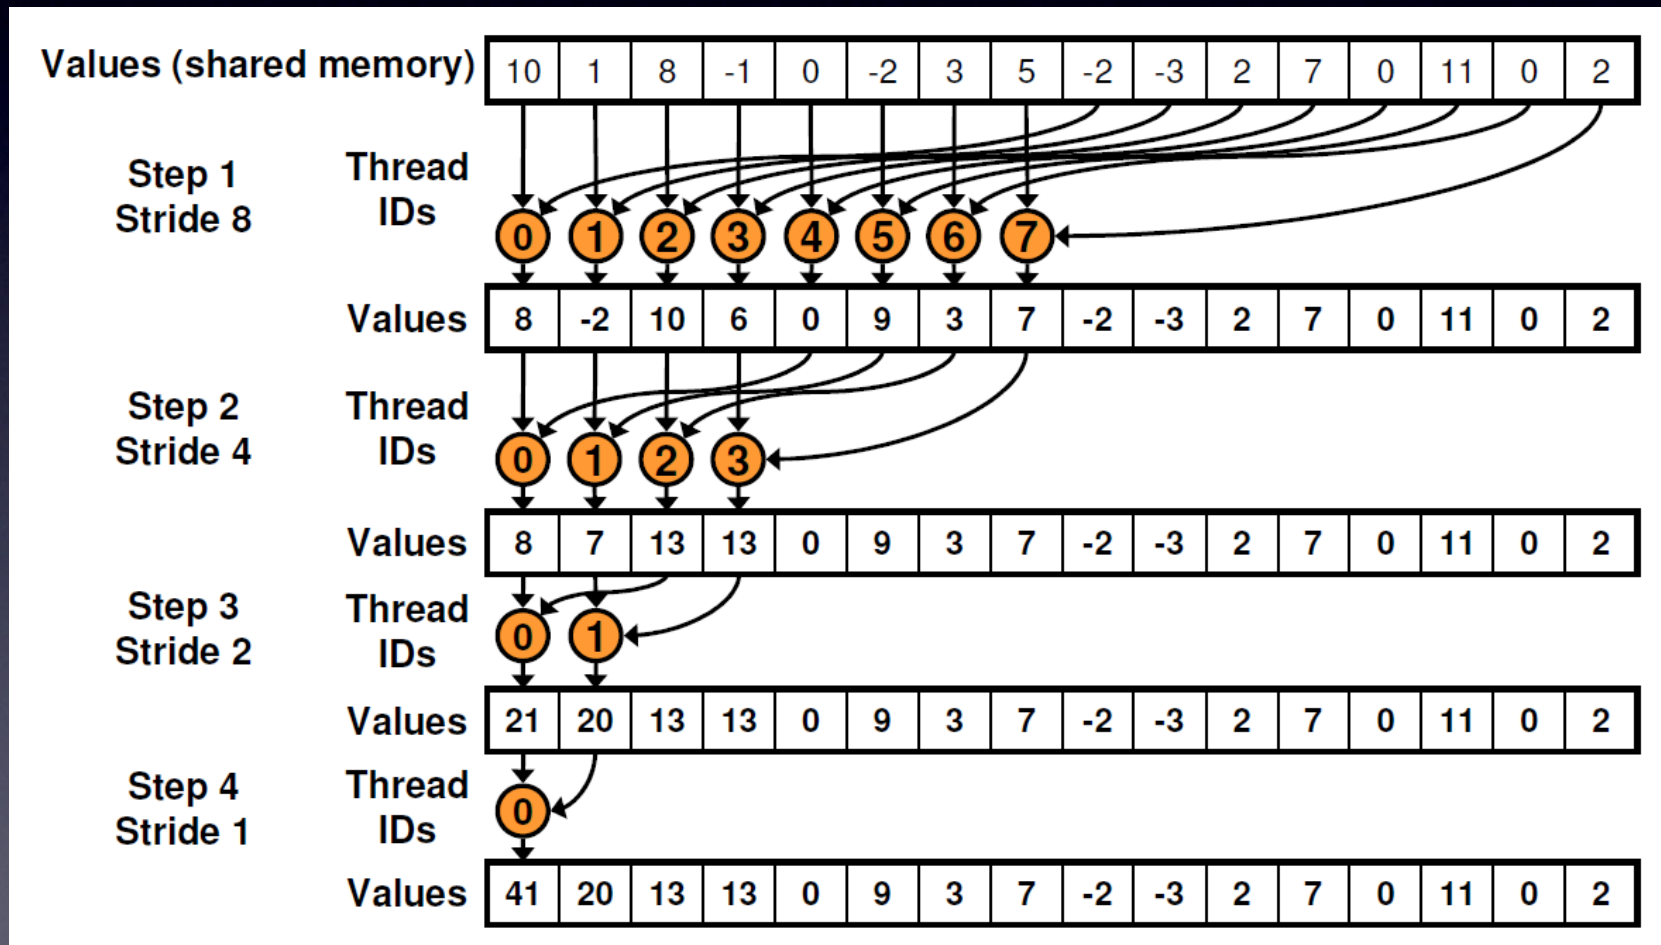 Values (shared memory) 10 1 8 -1 0 -2 3 5 -2 -3 2 7 0 11 0 2
Step 1 Thread
Stride 8 IDs
0 1 2 3 4 5 6 7
Values 8 -2 10 6 0 9 3 7 -2 -3 2 7 0 11 0 2
Step 2 Thread
Stride 4 IDs
0 1 2 3
Values 8 7 13 13 0 9 3 7 -2 -3 2 7 0 11 0 2
Step 3 Thread
Stride 2 IDs
0 1
Values 21 20 13 13 0 9 3 7 -2 -3 2 7 0 11 0 2
Step 4 Thread
Stride 1 IDs
0
Values 41 20 13 13 0 9 3 7 -2 -3 2 7 0 11 0 2